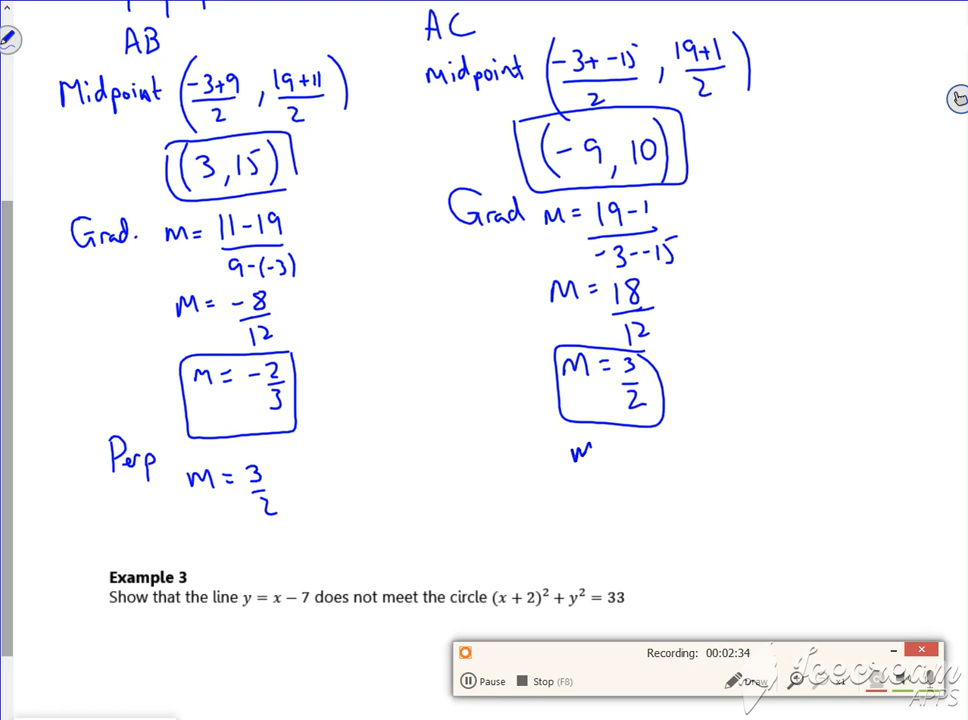 AB
Midpoint (-3+9/2 , 19+11/2)
(3, 15)
Grad. m = 11-19/9-(-3)
m = -8/12
m = -2/3
Perp m = 3/2
AC
Midpoint (-3+-15/2 , 19+1/2)
(-9, 10)
Grad m = 19-1/-3--15
m = 18/12
m = 3/2
m
Example 3
Show that the line y = x − 7 does not meet the circle (x + 2)² + y² = 33
Recording: 00:02:34
Pause Stop (F8) Draw
Icecream
APPS